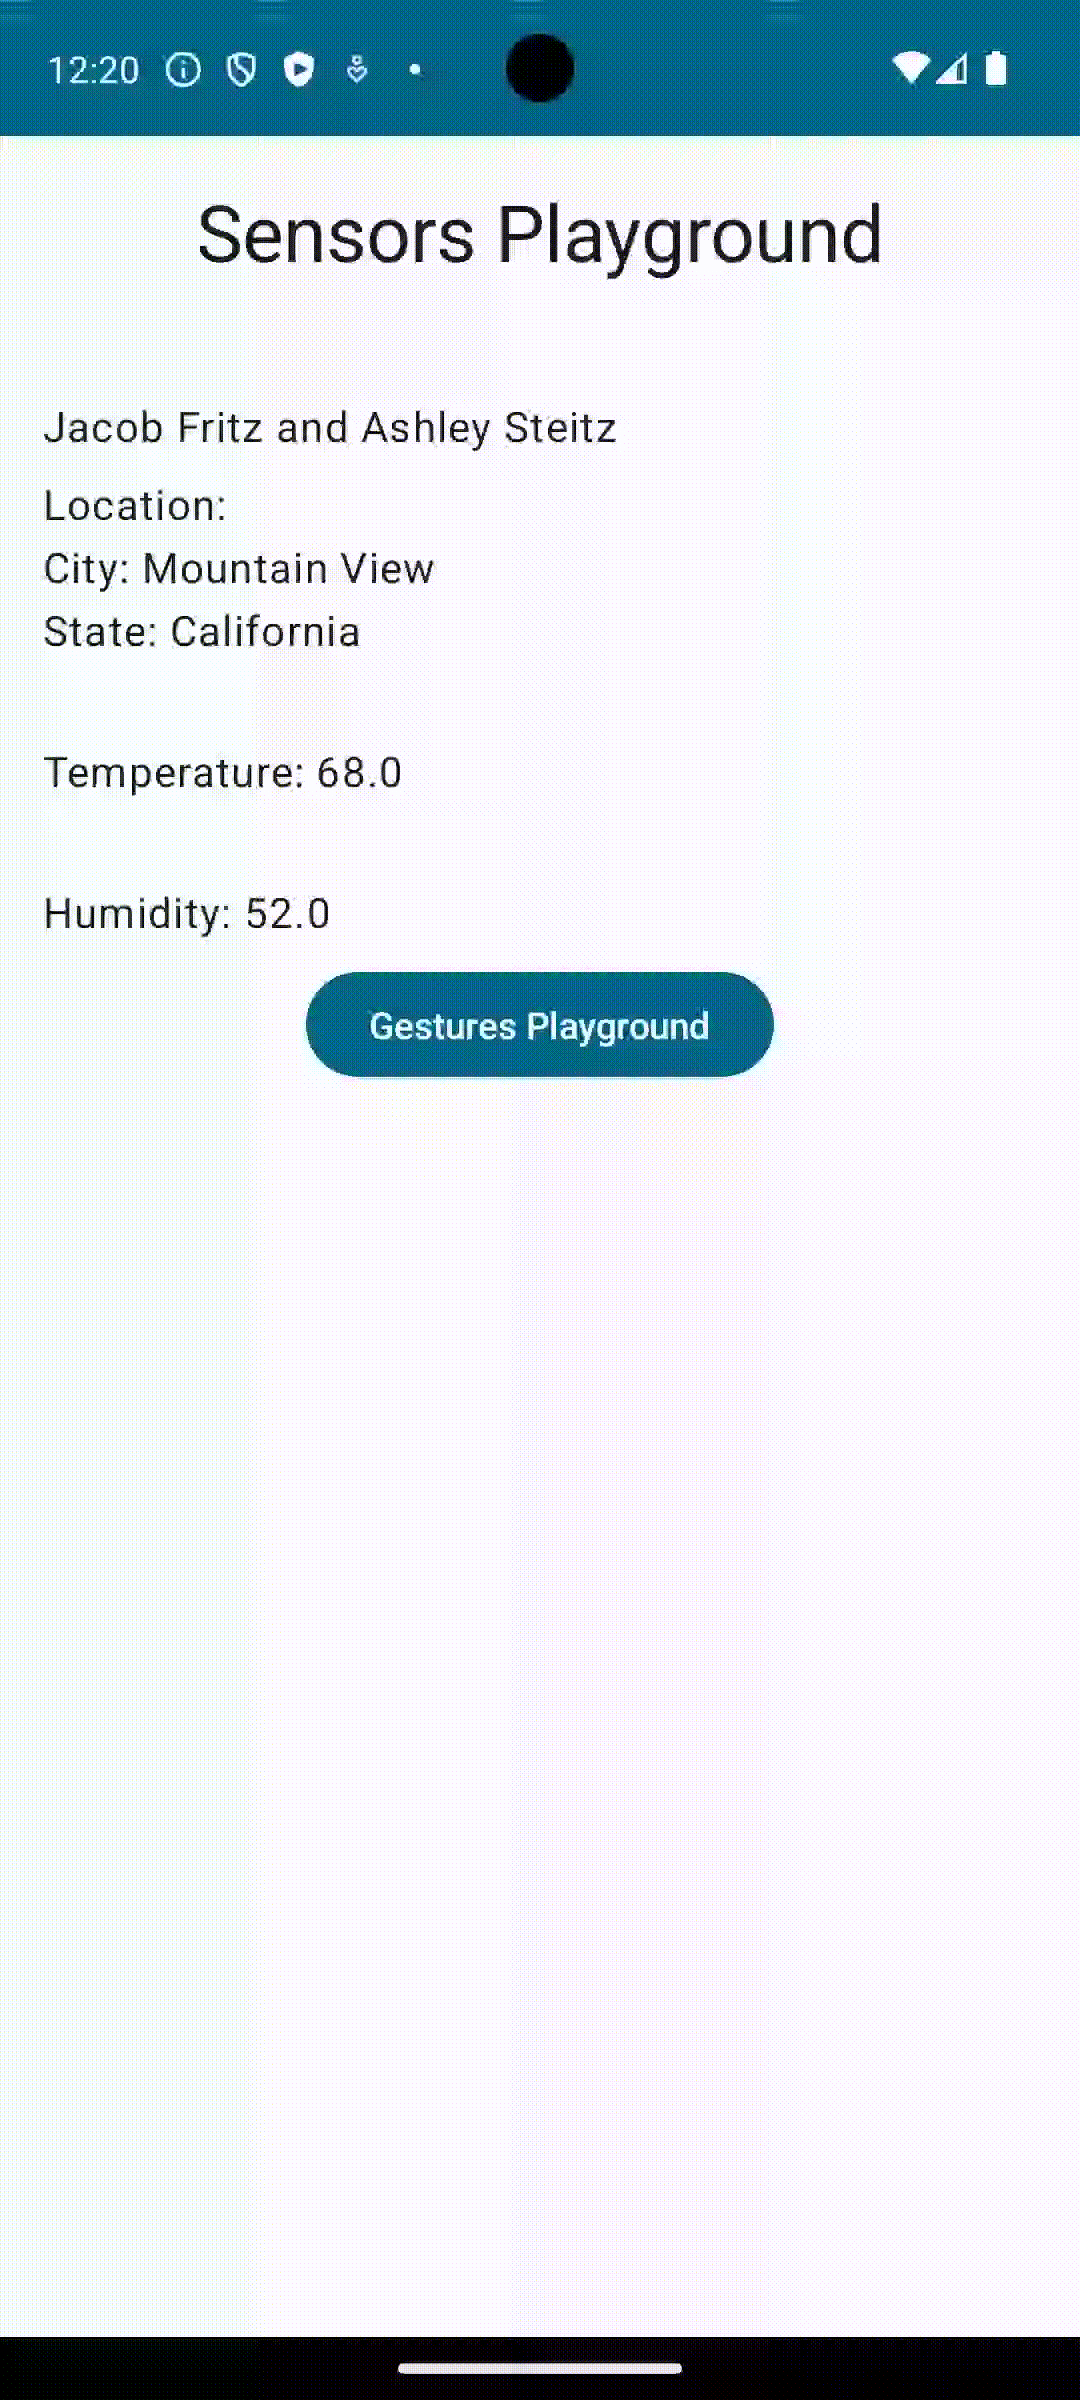 12:20
Sensors Playground
Jacob Fritz and Ashley Steitz
Location:
City: Mountain View
State: California
Temperature: 68.0
Humidity: 52.0
Gestures Playground